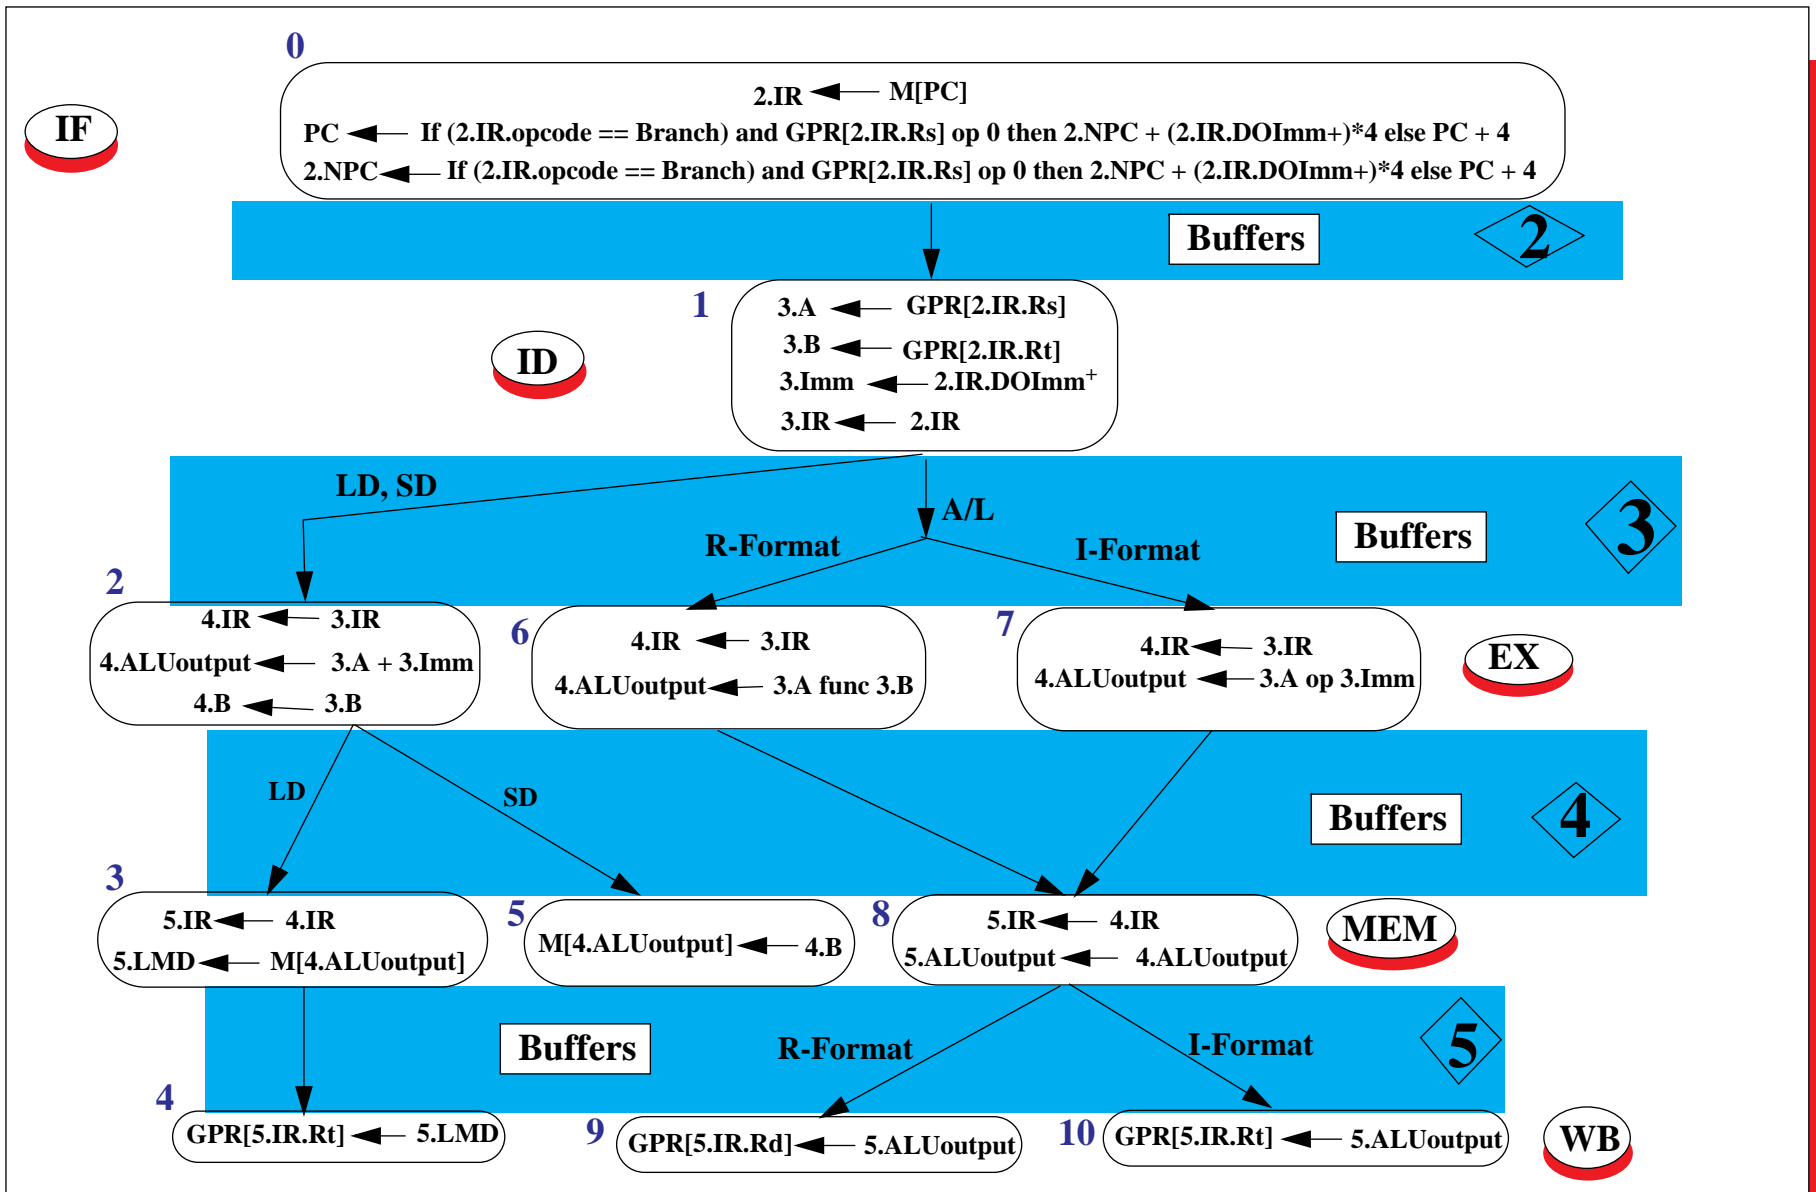 0
2.IR M[PC]
IF
PC If (2.IR.opcode == Branch) and GPR[2.IR.Rs] op 0 then 2.NPC + (2.IR.DOImm+)*4 else PC + 4
2.NPC If (2.IR.opcode == Branch) and GPR[2.IR.Rs] op 0 then 2.NPC + (2.IR.DOImm+)*4 else PC + 4
Buffers 2
1
3.A GPR[2.IR.Rs]
3.B GPR[2.IR.Rt]
ID
3.Imm 2.IR.DOImm+
3.IR 2.IR
LD, SD
A/L
R-Format I-Format
Buffers 3
2
4.IR 3.IR
4.ALUoutput 3.A + 3.Imm
4.B 3.B
6
4.IR 3.IR
4.ALUoutput 3.A func 3.B
7
4.IR 3.IR
4.ALUoutput 3.A op 3.Imm
EX
LD SD
Buffers 4
3
5.IR 4.IR
5.LMD M[4.ALUoutput]
5
M[4.ALUoutput] 4.B
8
5.IR 4.IR
5.ALUoutput 4.ALUoutput
MEM
Buffers R-Format I-Format 5
4
GPR[5.IR.Rt] 5.LMD
9
GPR[5.IR.Rd] 5.ALUoutput
10
GPR[5.IR.Rt] 5.ALUoutput
WB